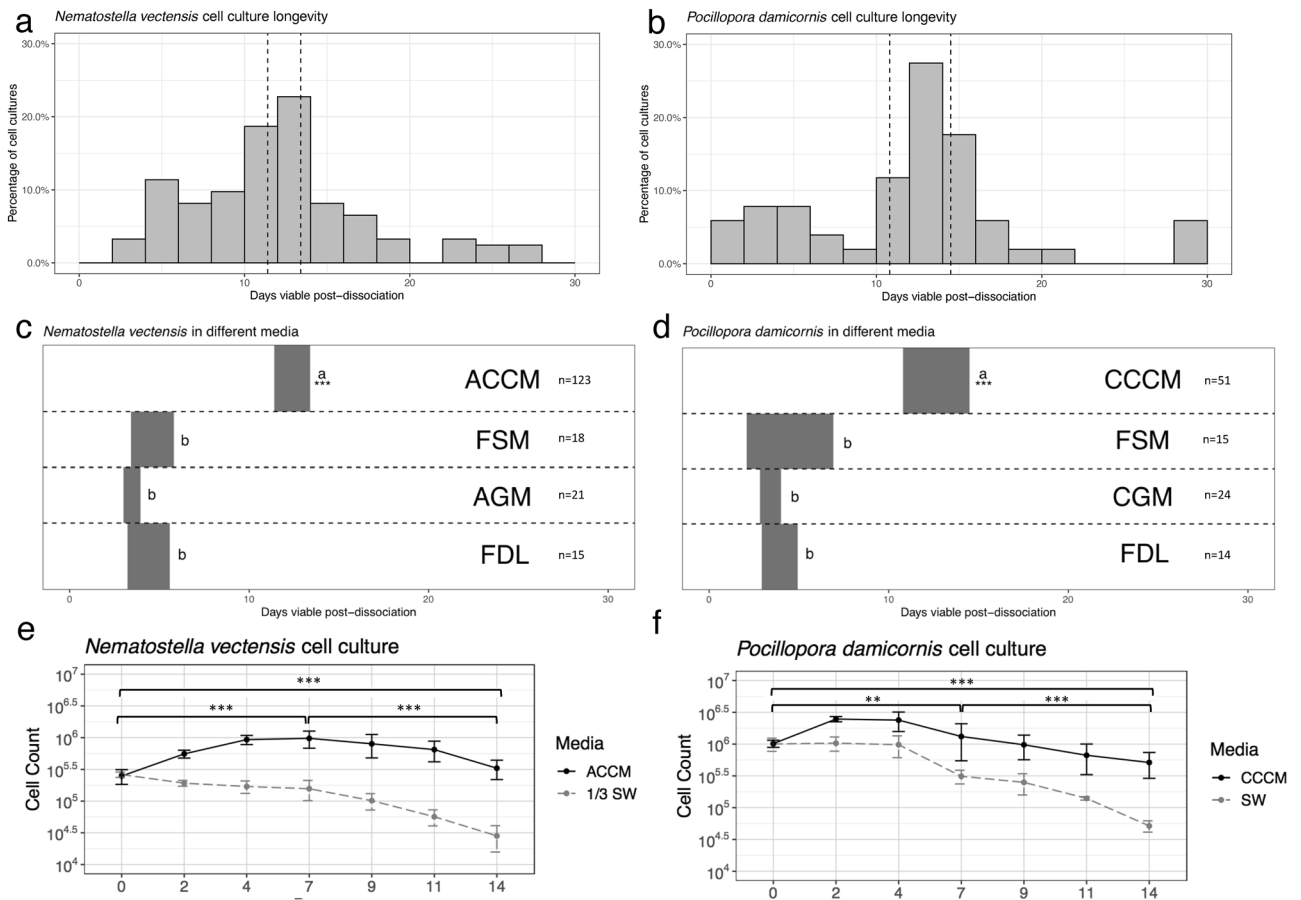 a Nematostella vectensis cell culture longevity
30.0%
20.0%
10.0%
0.0%
Percentage of cell cultures
0 10 20 30
Days viable post-dissociation
b Pocillopora damicornis cell culture longevity
30.0%
20.0%
10.0%
0.0%
Percentage of cell cultures
0 10 20 30
Days viable post-dissociation
c Nematostella vectensis in different media
a
***
ACCM n=123
b FSM n=18
b AGM n=21
b FDL n=15
0 10 20 30
Days viable post-dissociation
d Pocillopora damicornis in different media
a
***
CCCM n=51
b FSM n=15
b CGM n=24
b FDL n=14
0 10 20 30
Days viable post-dissociation
e
Nematostella vectensis cell culture
10^7
10^6.5
10^6
10^5.5
10^5
10^4.5
10^4
Cell Count
***
*** ***
0 2 4 7 9 11 14
Media
ACCM
1/3 SW
f
Pocillopora damicornis cell culture
10^7
10^6.5
10^6
10^5.5
10^5
10^4.5
10^4
Cell Count
***
** ***
0 2 4 7 9 11 14
Media
CCCM
SW